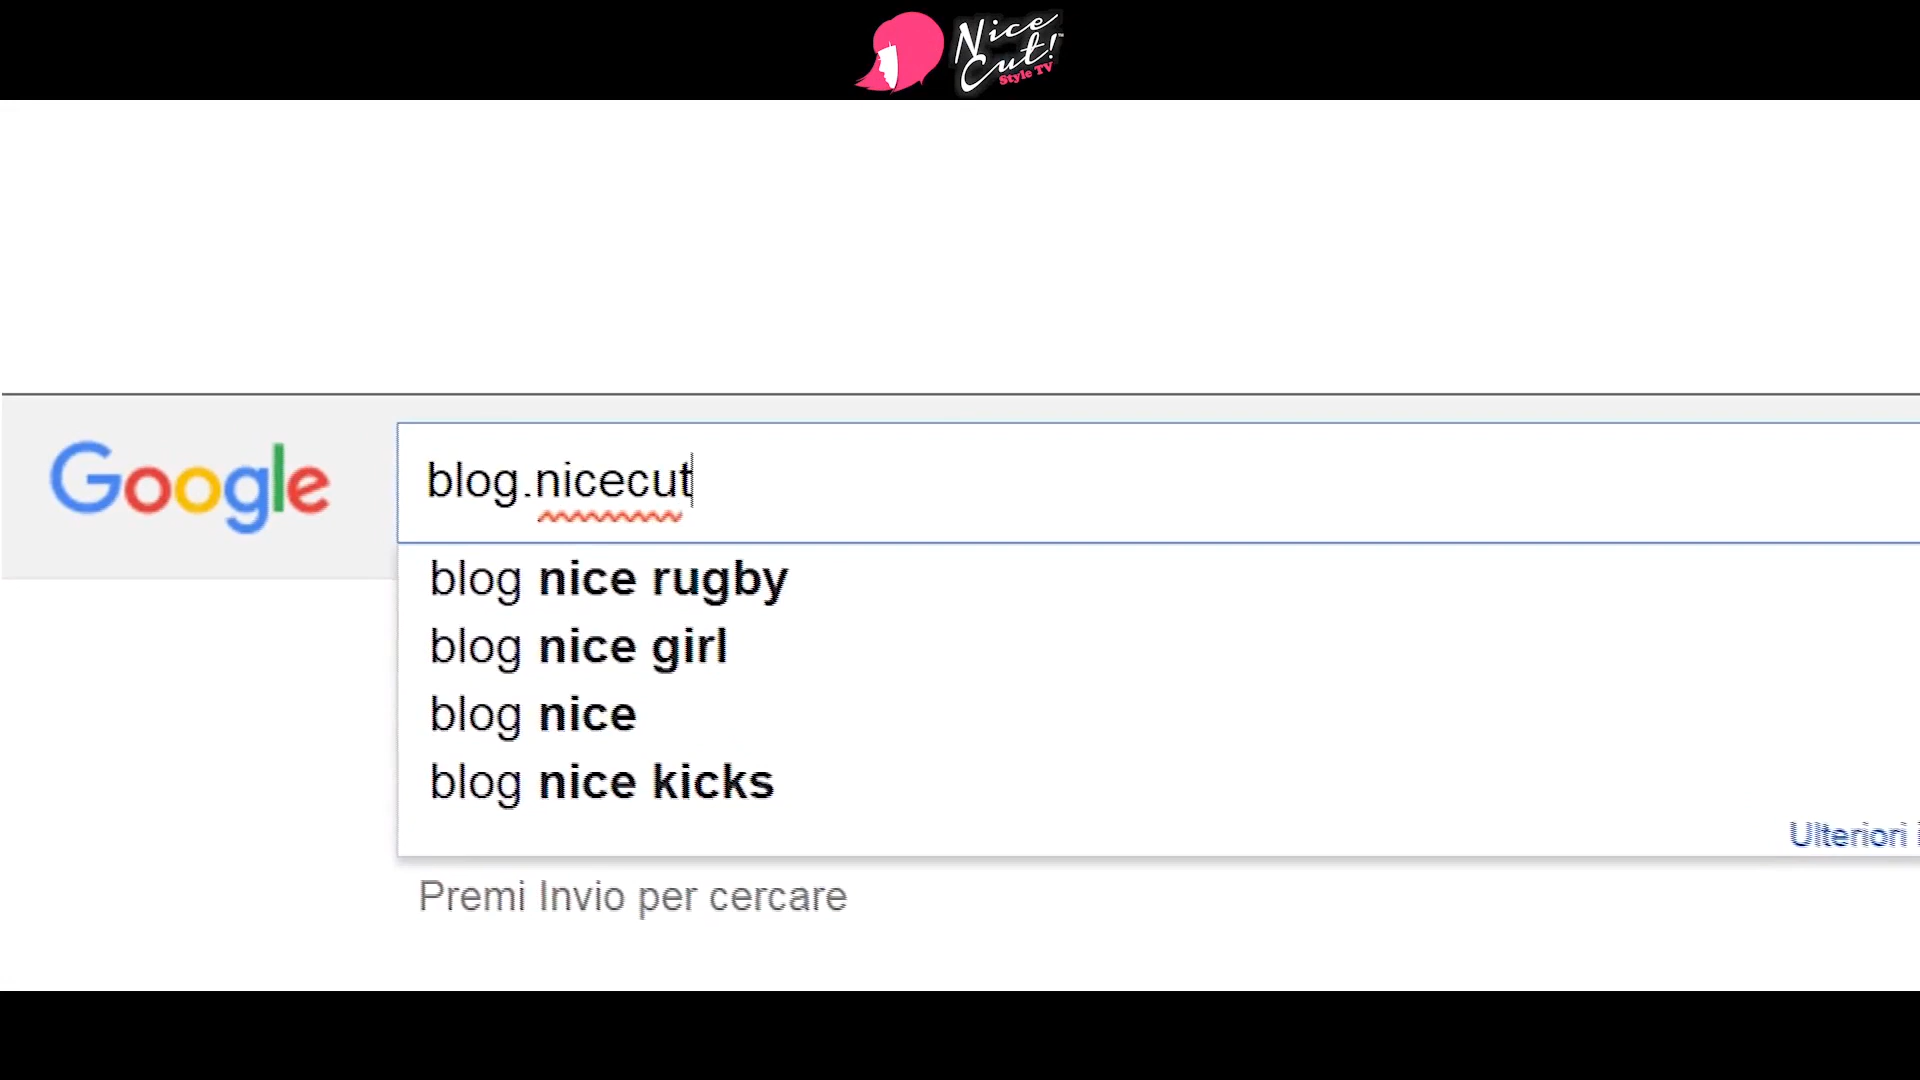 Nice
Cut!
Style TV
Google
blog.nicecut
blog nice rugby
blog nice girl
blog nice
blog nice kicks
Ulteriori
Premi Invio per cercare